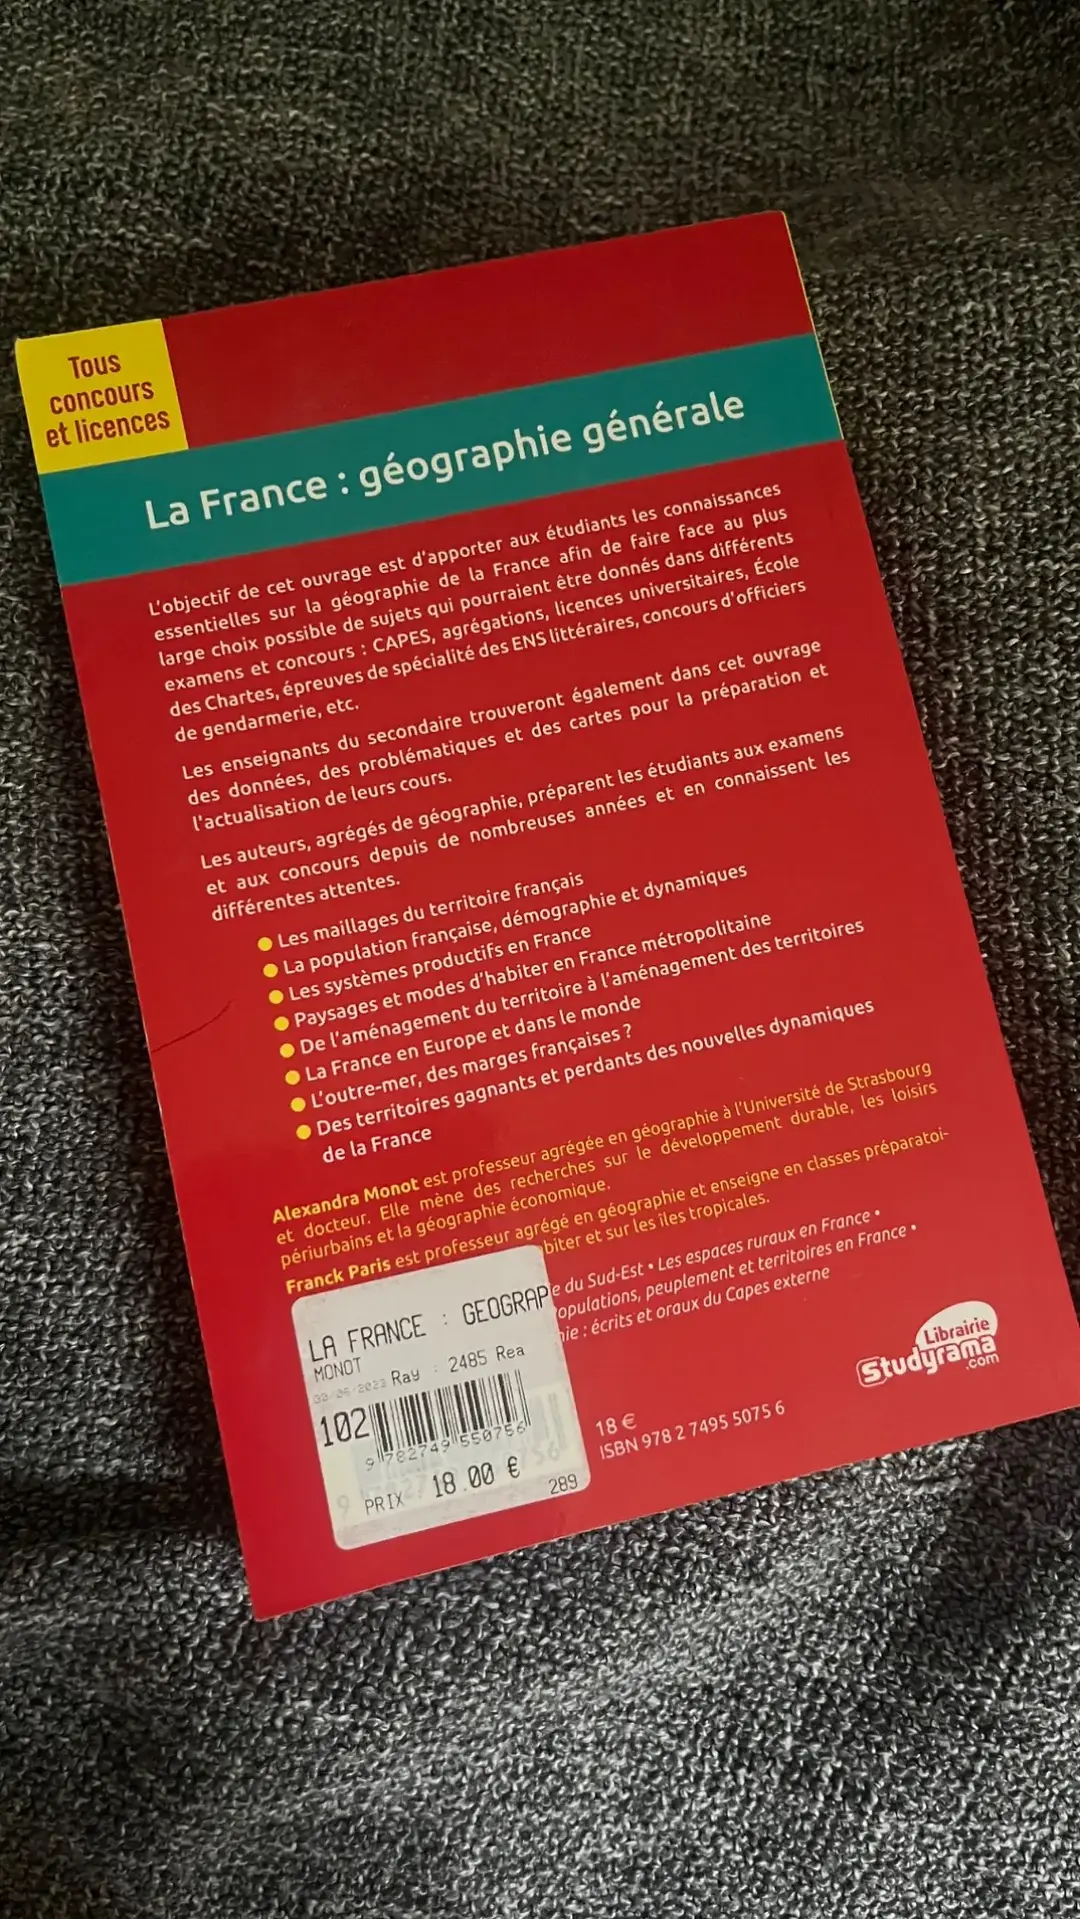 Tous
concours
et licences
La France : géographie générale
L'objectif de cet ouvrage est d'apporter aux étudiants les connaissances
essentielles sur la géographie de la France afin de faire face au plus
large choix possible de sujets qui pourraient être donnés dans différents
examens et concours : CAPES, agrégations, licences universitaires, École
des Chartes, épreuves de spécialité des ENS littéraires, concours d'officiers
de gendarmerie, etc.
Les enseignants du secondaire trouveront également dans cet ouvrage
des données, des problématiques et des cartes pour la préparation et
l'actualisation de leurs cours.
Les auteurs, agrégés de géographie, préparent les étudiants aux examens
et aux concours depuis de nombreuses années et en connaissent les
différentes attentes.
Les maillages du territoire français
La population française, démographie et dynamiques
Les systèmes productifs en France
Paysages et modes d'habiter en France métropolitaine
De l'aménagement du territoire à l'aménagement des territoires
La France en Europe et dans le monde
L'outre-mer, des marges françaises ?
Des territoires gagnants et perdants des nouvelles dynamiques
de la France
Alexandra Monot est professeur agrégée en géographie à l'Université de Strasbourg
et docteur. Elle mène des recherches sur le développement durable, les loisirs
périurbains et la géographie économique.
Franck Paris est professeur agrégé en géographie et enseigne en classes préparatoi-
biter et sur les îles tropicales.
e du Sud-Est • Les espaces ruraux en France •
opulations, peuplement et territoires en France •
hie : écrits et oraux du Capes externe
LA FRANCE : GEOGRAP
MONOT
Ray : 2485 Rea
102
9 782749 550756
PRIX 18.00 €
289
18 €
ISBN 978 2 7495 5075 6
Librairie
Studyrama
.com